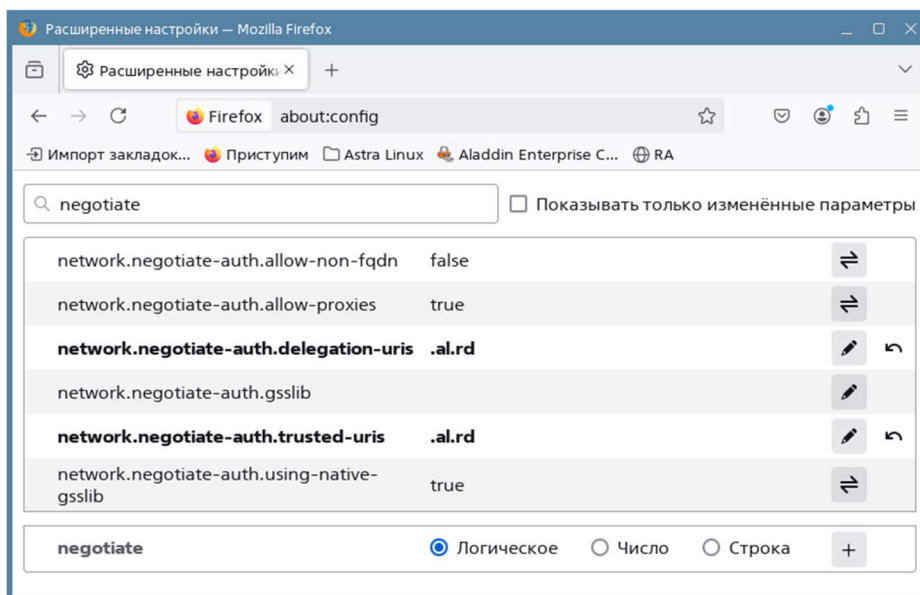 Расширенные настройки — Mozilla Firefox
Расширенные настройки
Firefox about:config
Импорт закладок... Приступим Astra Linux Aladdin Enterprise C... RA
negotiate Показывать только изменённые параметры
network.negotiate-auth.allow-non-fqdn false
network.negotiate-auth.allow-proxies true
network.negotiate-auth.delegation-uris .al.rd
network.negotiate-auth.gsslib
network.negotiate-auth.trusted-uris .al.rd
network.negotiate-auth.using-native-
gsslib true
negotiate Логическое Число Строка